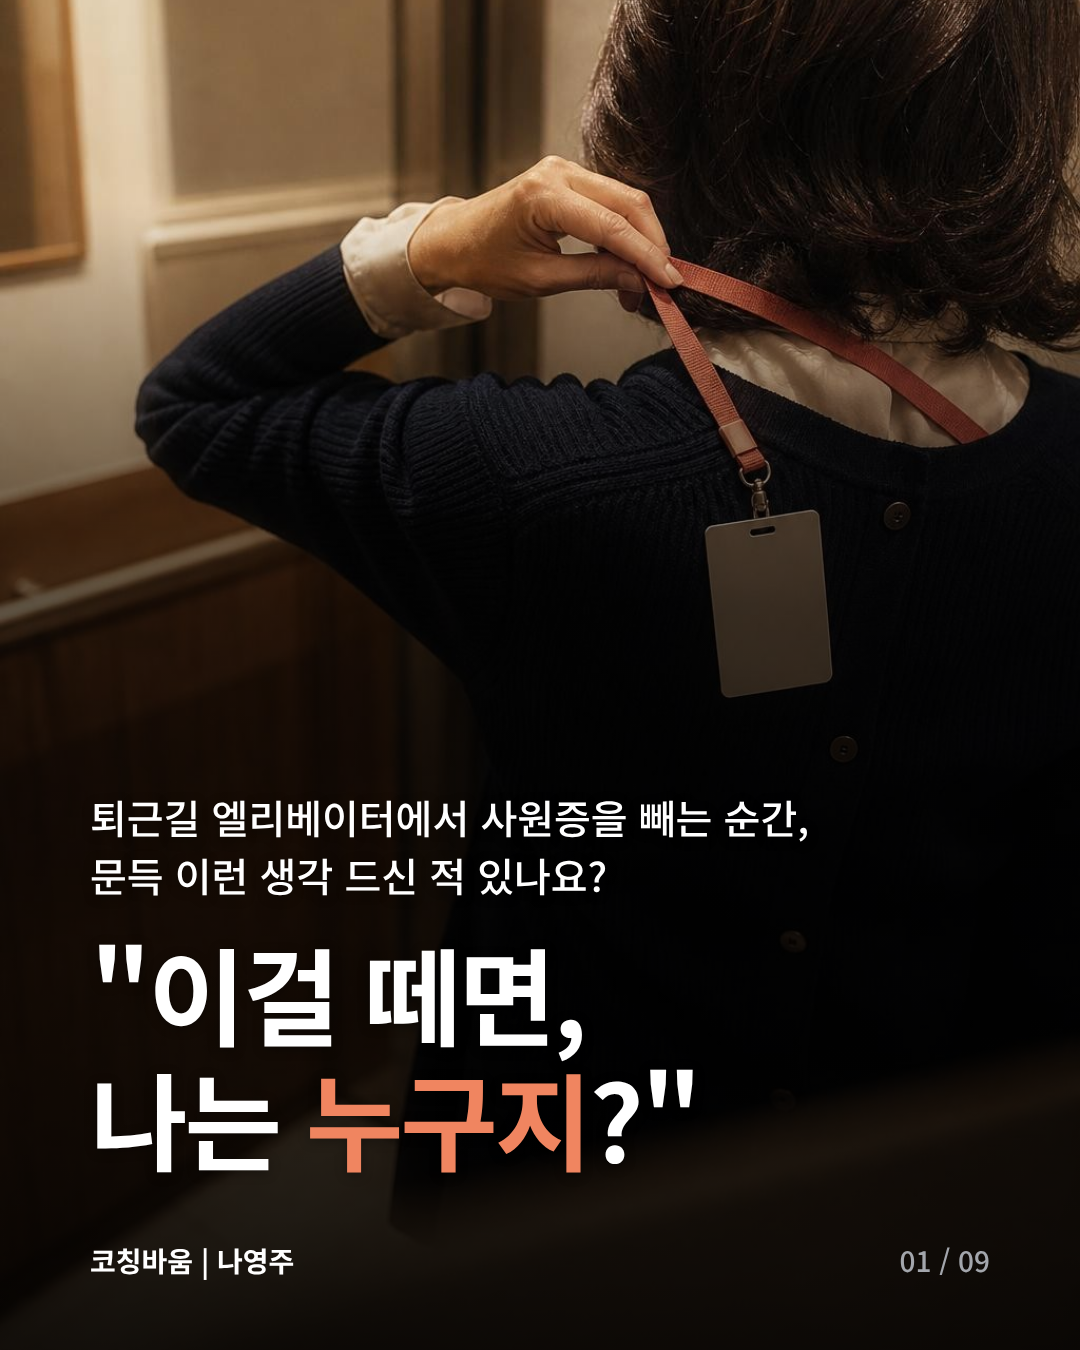 퇴근길 엘리베이터에서 사원증을 빼는 순간,
문득 이런 생각 드신 적 있나요?
"이걸 떼면,
나는 누구지?"
코칭바움 | 나영주
01 / 09